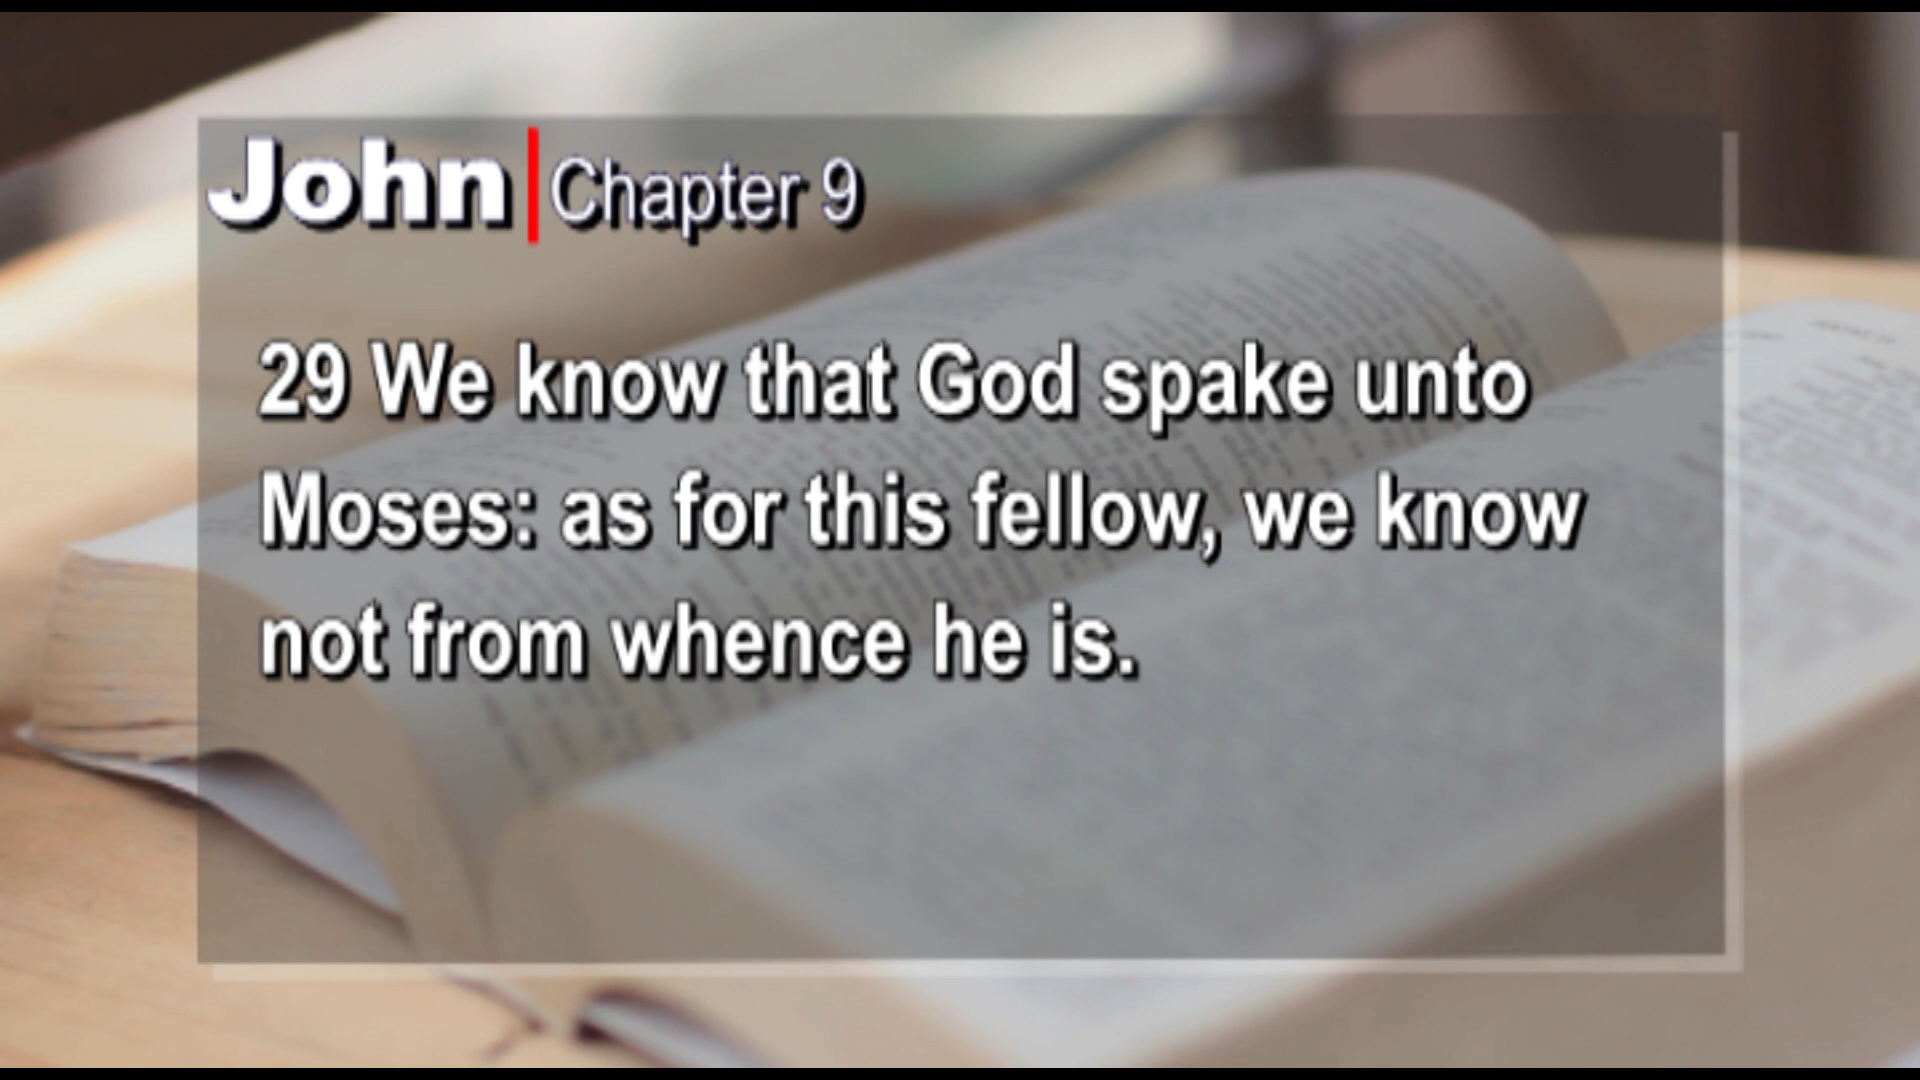 John | Chapter 9
29 We know that God spake unto
Moses: as for this fellow, we know
not from whence he is.